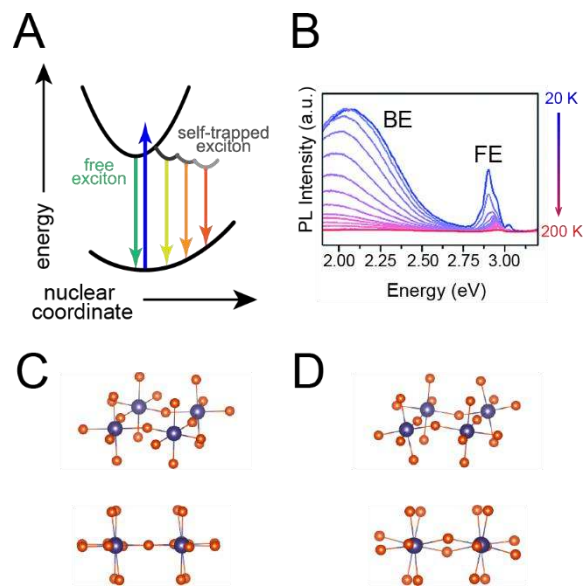 A
energy
free
exciton
self-trapped
exciton
nuclear
coordinate
B
PL Intensity (a.u.)
BE
FE
20 K
200 K
2.00
2.25
2.50
2.75
3.00
Energy (eV)
C
D